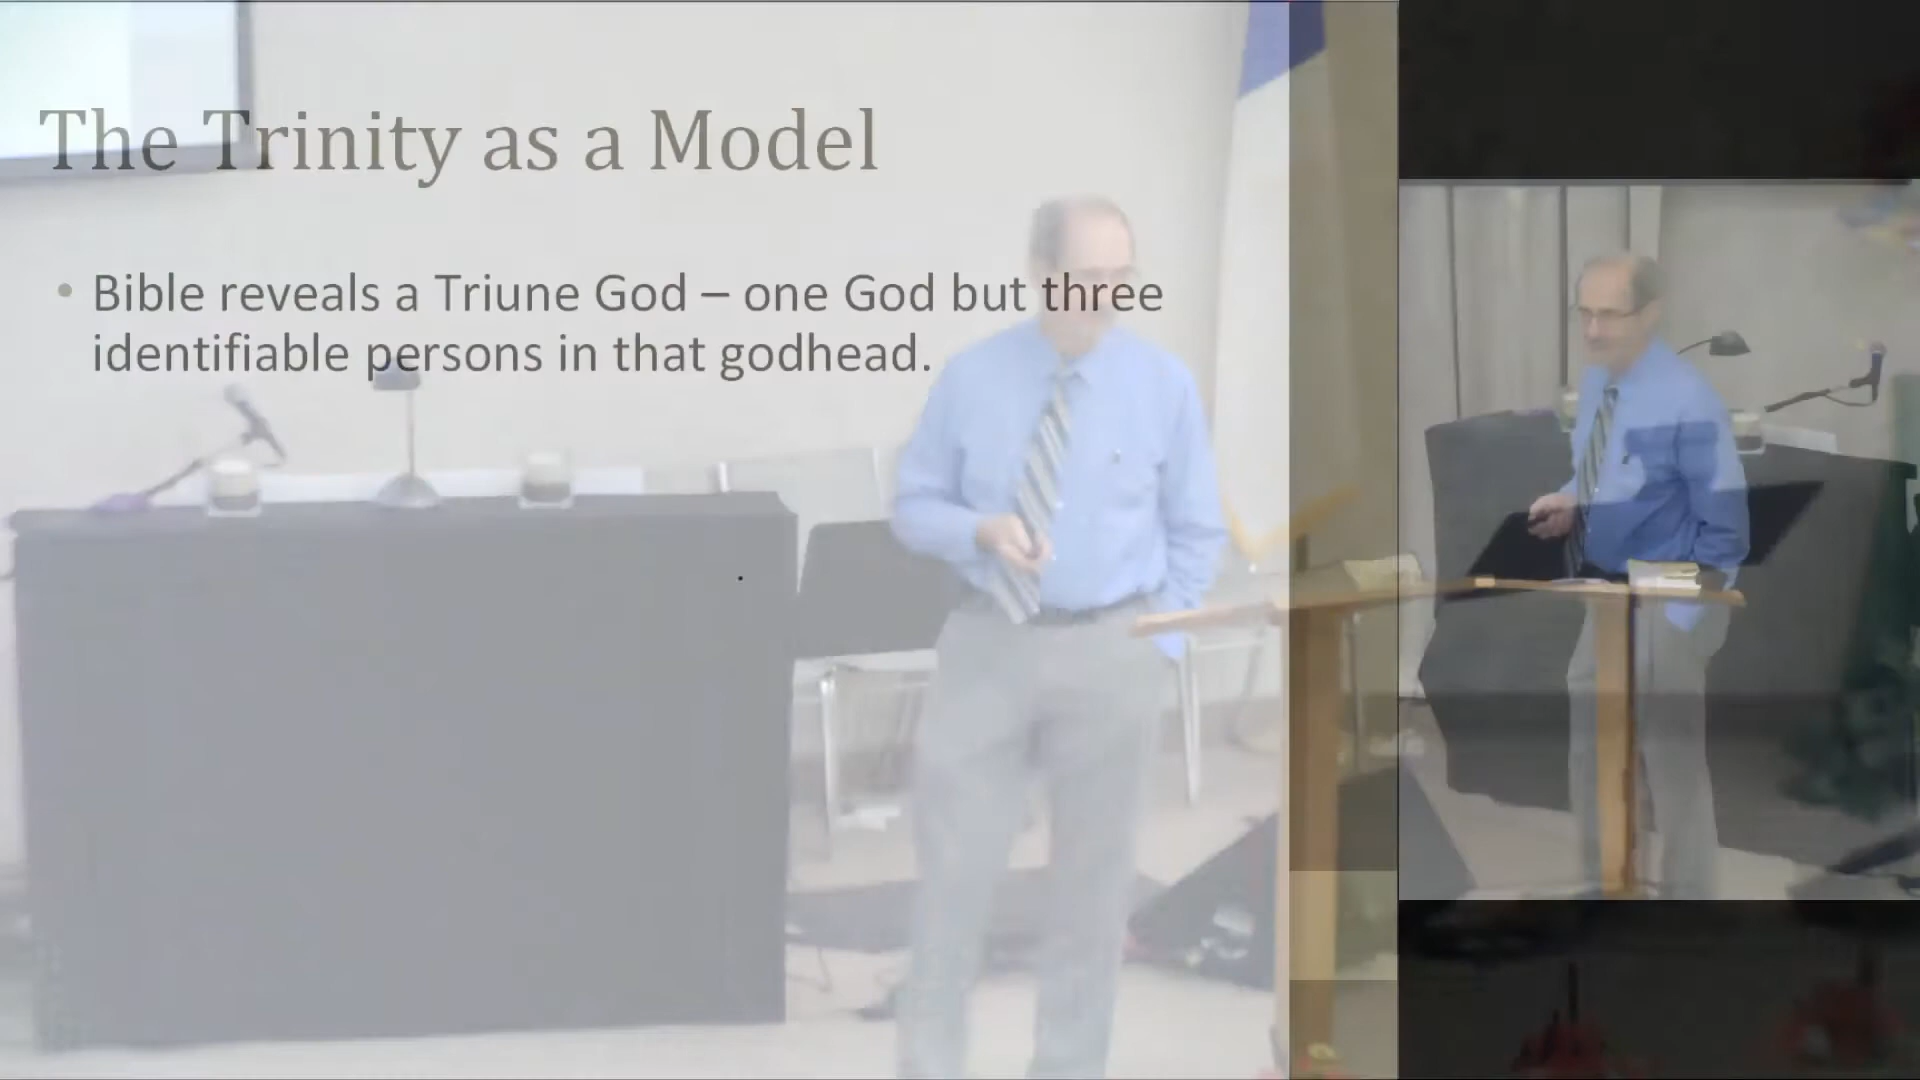 The Trinity as a Model
• Bible reveals a Triune God – one God but three
identifiable persons in that godhead.